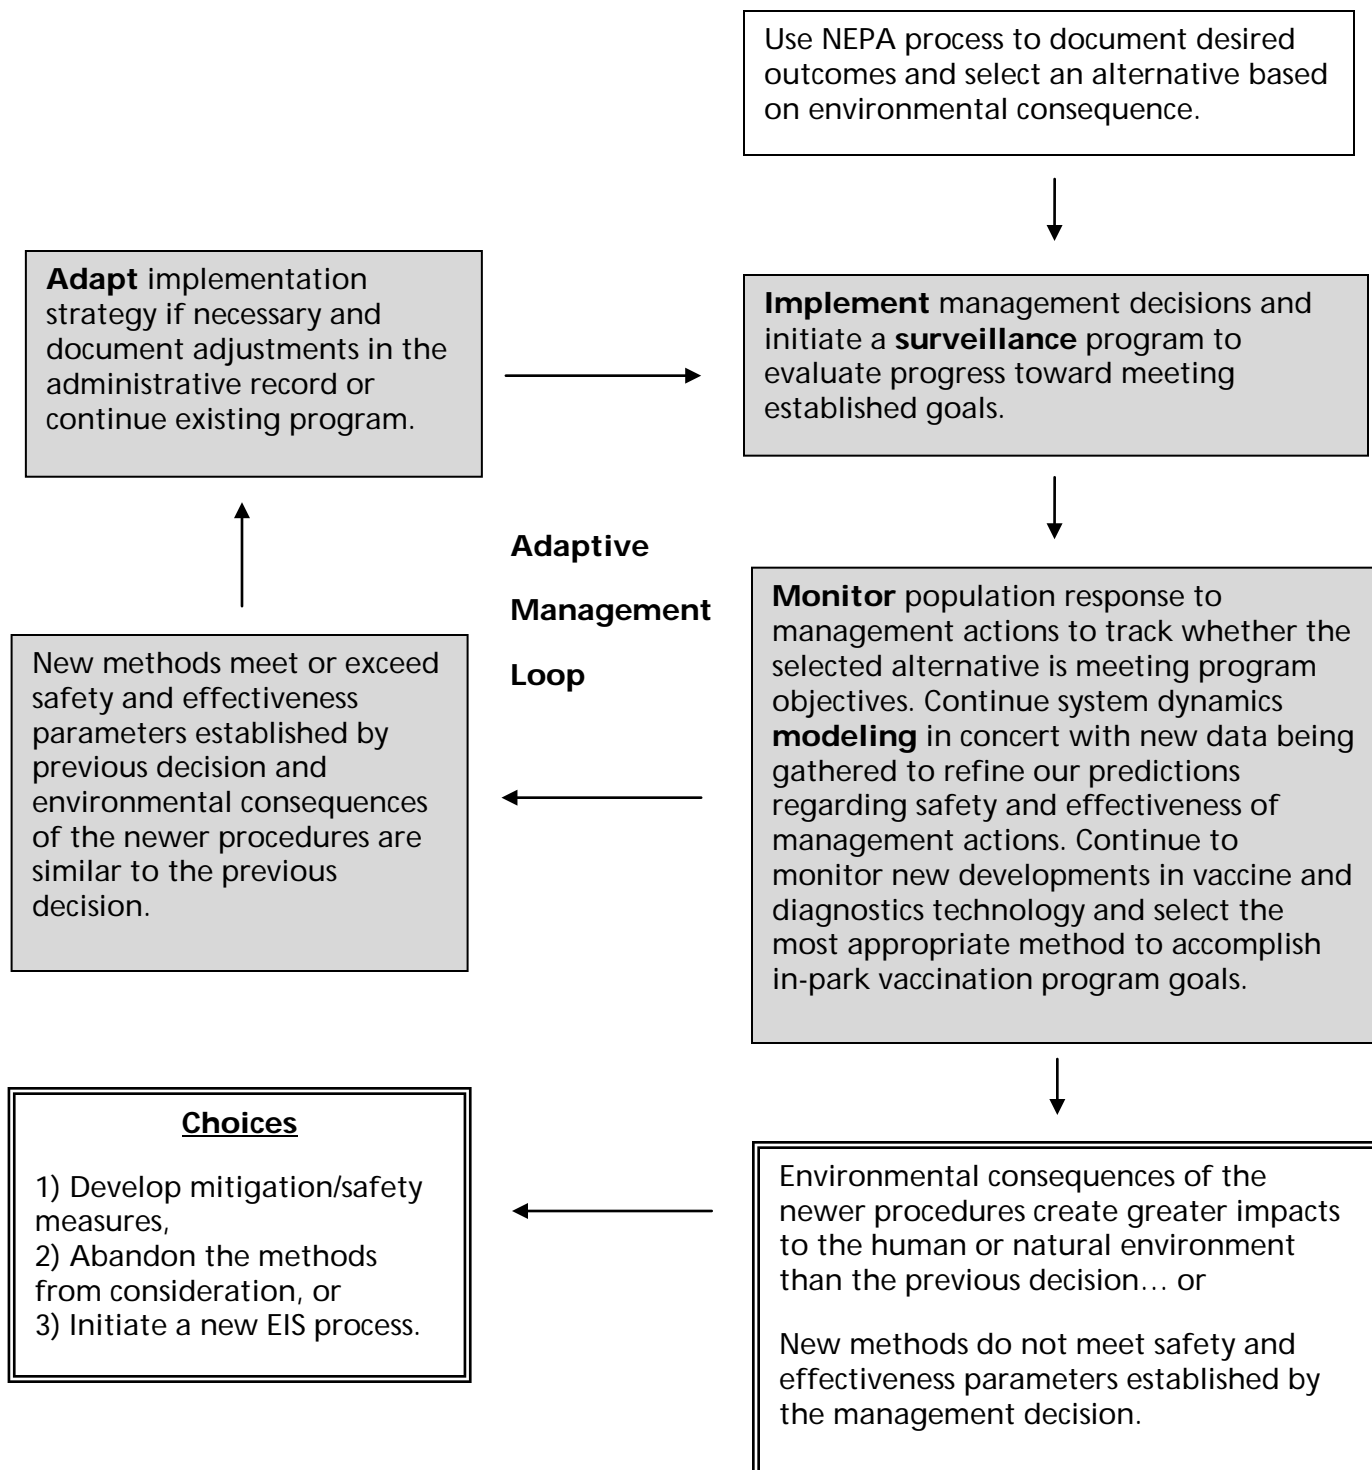 Use NEPA process to document desired
outcomes and select an alternative based
on environmental consequence.
Adapt implementation
strategy if necessary and
document adjustments in the
administrative record or
continue existing program.
Implement management decisions and
initiate a surveillance program to
evaluate progress toward meeting
established goals.
Adaptive
Management
Loop
Monitor population response to
management actions to track whether the
selected alternative is meeting program
objectives. Continue system dynamics
modeling in concert with new data being
gathered to refine our predictions
regarding safety and effectiveness of
management actions. Continue to
monitor new developments in vaccine and
diagnostics technology and select the
most appropriate method to accomplish
in-park vaccination program goals.
New methods meet or exceed
safety and effectiveness
parameters established by
previous decision and
environmental consequences
of the newer procedures are
similar to the previous
decision.
Choices
1) Develop mitigation/safety
measures,
2) Abandon the methods
from consideration, or
3) Initiate a new EIS process.
Environmental consequences of the
newer procedures create greater impacts
to the human or natural environment
than the previous decision… or
New methods do not meet safety and
effectiveness parameters established by
the management decision.